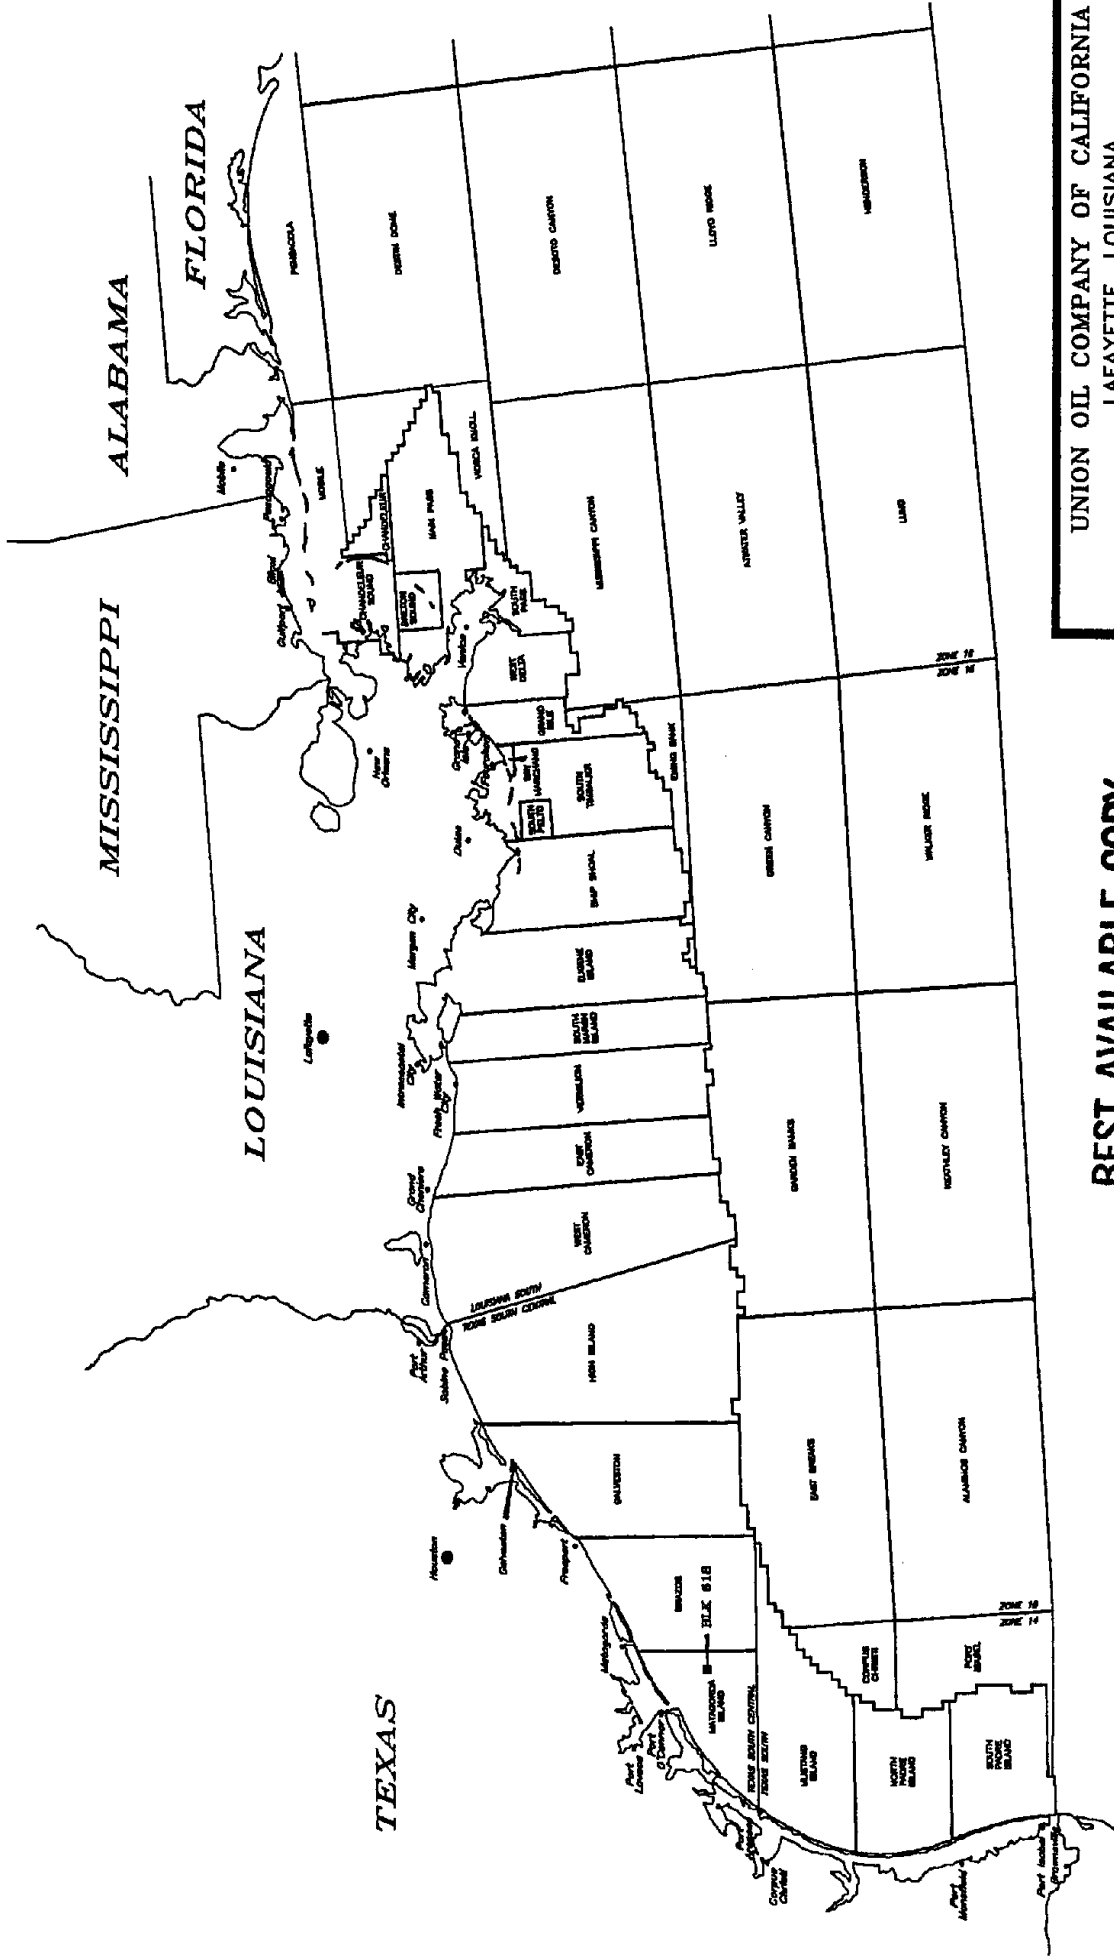 TEXAS
LOUISIANA
MISSISSIPPI
ALABAMA
FLORIDA
Houston
Galveston
Freeport
Matagorda
Port
Lavaca
Port
O'Connor
Corpus
Christi
Port
Mansfield
Port Isabel
Brownsville
Port
Arthur
Sabine Pass
Cameron
Grand
Cheniere
Lafayette
Intracoastal
City
Fresh Water
City
Morgan City
Dulac
New
Orleans
Venice
Gulfport
Biloxi
Pascagoula
Mobile
PENSACOLA
DESTIN DOME
DESOTO CANYON
LLOYD RIDGE
HENDERSON
MOBILE
CHANDELEUR
CHANDELEUR
SOUND
BRETON
SOUND
MAIN PASS
VIOSCA KNOLL
SOUTH
PASS
WEST
DELTA
GRAND
ISLE
BAY
MARCHAND
SOUTH
TIMBALIER
SOUTH
PELTO
SHIP SHOAL
EUGENE
ISLAND
SOUTH
MARSH
ISLAND
VERMILION
EAST
CAMERON
WEST
CAMERON
LOUISIANA SOUTH
TEXAS SOUTH CENTRAL
HIGH ISLAND
GALVESTON
BRAZOS
BLK 618
MATAGORDA
ISLAND
TEXAS SOUTH CENTRAL
TEXAS SOUTH
MUSTANG
ISLAND
NORTH
PADRE
ISLAND
SOUTH
PADRE
ISLAND
CORPUS
CHRISTI
PORT
ISABEL
EAST BREAKS
ALAMINOS CANYON
GARDEN BANKS
KEATHLEY CANYON
GREEN CANYON
WALKER RIDGE
EWING BANK
MISSISSIPPI CANYON
ATWATER VALLEY
LUND
ZONE 16
ZONE 15
ZONE 14
UNION OIL COMPANY OF CALIFORNIA
LAFAYETTE, LOUISIANA
BEST AVAILABLE COPY